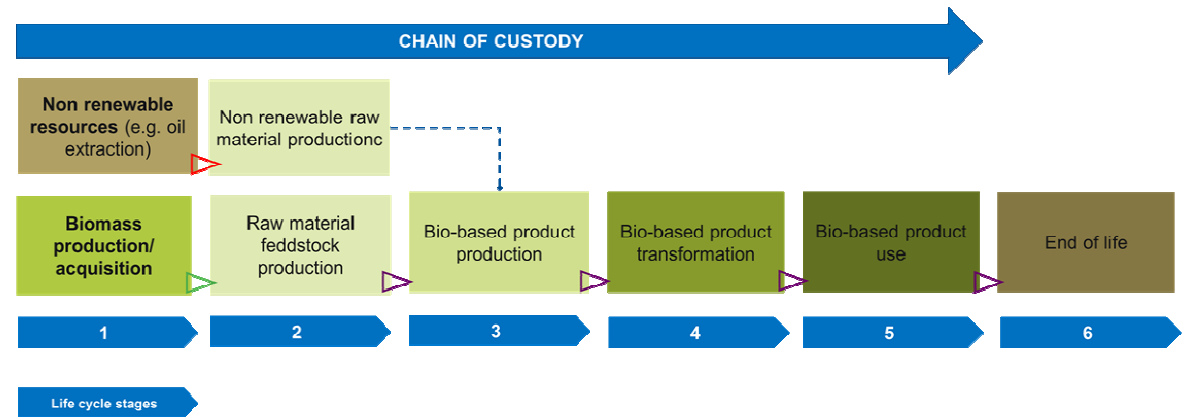 CHAIN OF CUSTODY
Non renewable
resources (e.g. oil
extraction)
Non renewable raw
material productionc
Biomass
production/
acquisition
Raw material
feddstock
production
Bio-based product
production
Bio-based product
transformation
Bio-based product
use
End of life
1
2
3
4
5
6
Life cycle stages